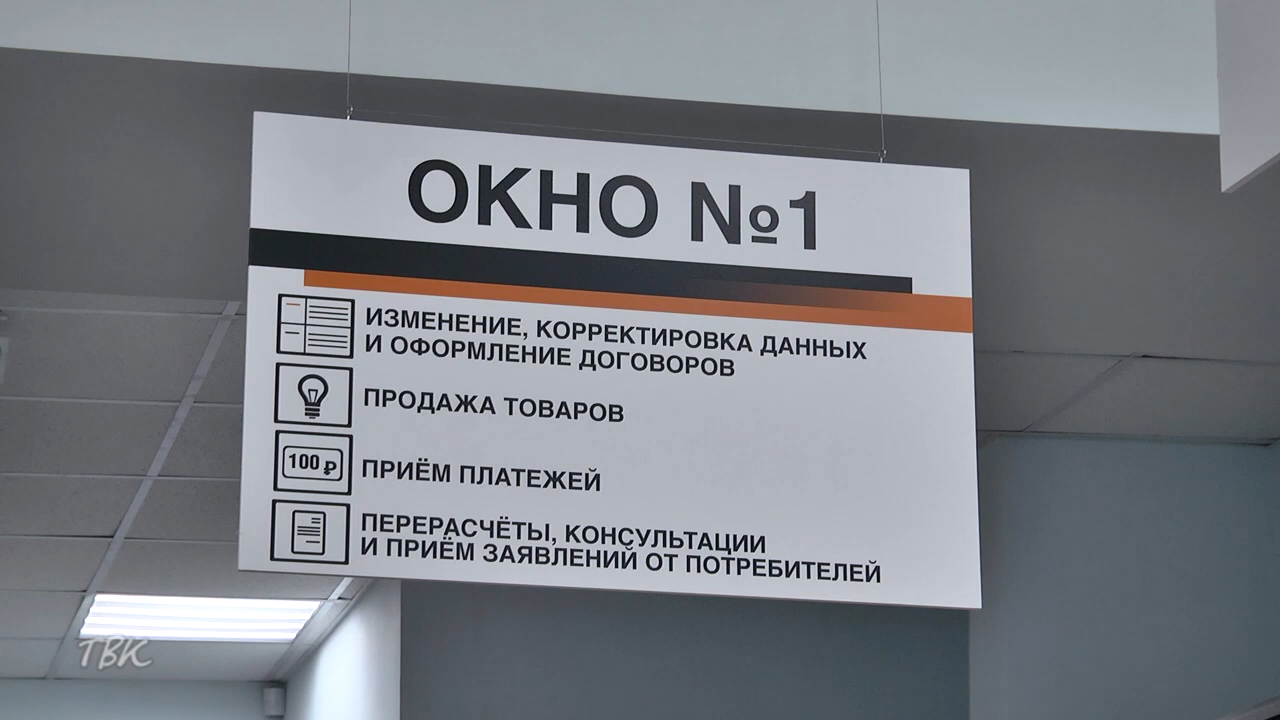 ОКНО №1
ИЗМЕНЕНИЕ, КОРРЕКТИРОВКА ДАННЫХ
И ОФОРМЛЕНИЕ ДОГОВОРОВ
ПРОДАЖА ТОВАРОВ
100 ₽
ПРИЁМ ПЛАТЕЖЕЙ
ПЕРЕРАСЧЁТЫ, КОНСУЛЬТАЦИИ
И ПРИЁМ ЗАЯВЛЕНИЙ ОТ ПОТРЕБИТЕЛЕЙ
ТВК